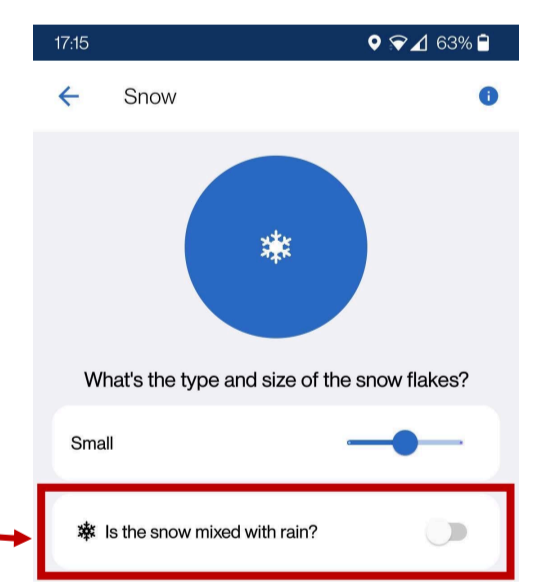 17:15 63%
Snow
What's the type and size of the snow flakes?
Small
Is the snow mixed with rain?